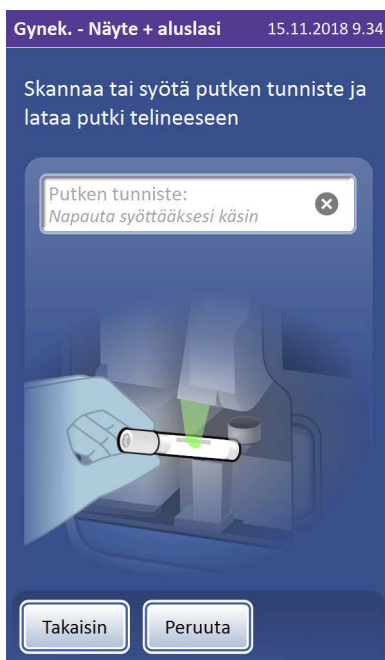 Gynek. - Näyte + aluslasi 15.11.2018 9.34
Skannaa tai syötä putken tunniste ja
lataa putki telineeseen
Putken tunniste:
Napauta syöttääksesi käsin
Takaisin Peruuta